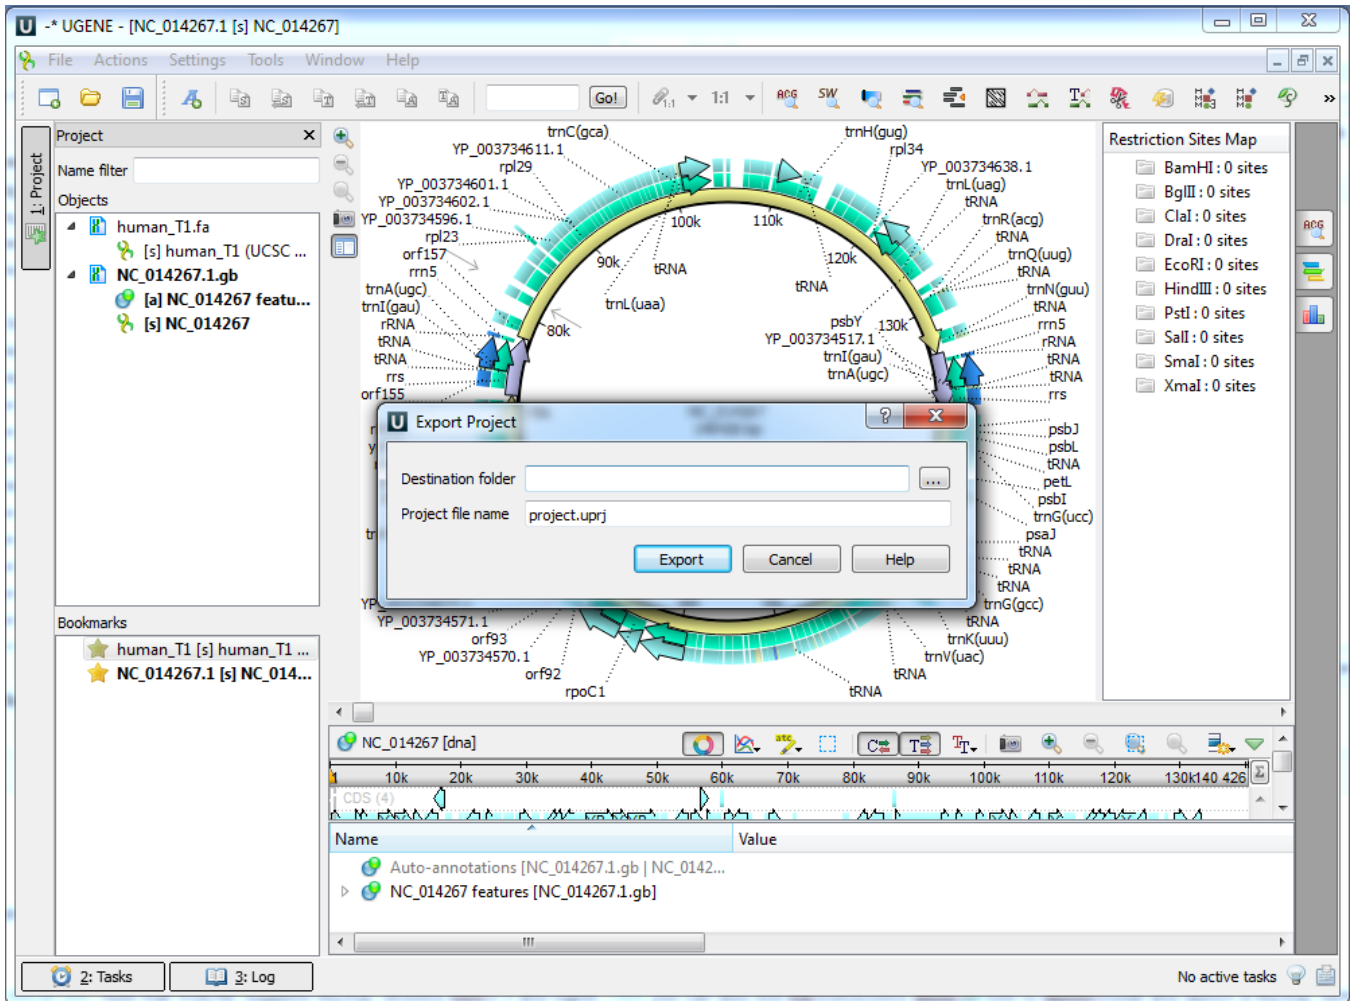 -* UGENE - [NC_014267.1 [s] NC_014267]
File Actions Settings Tools Window Help
Go!
1:1
1: Project
Project
Name filter
Objects
human_T1.fa
[s] human_T1 (UCSC ...
NC_014267.1.gb
[a] NC_014267 featu...
[s] NC_014267
Bookmarks
human_T1 [s] human_T1 ...
NC_014267.1 [s] NC_014...
trnC(gca)
YP_003734611.1
rpl29
YP_003734601.1
YP_003734602.1
YP_003734596.1
rpl23
orf157
rrn5
trnA(ugc)
trnI(gau)
rRNA
tRNA
tRNA
rrs
orf155
trnH(gug)
rpl34
YP_003734638.1
trnL(uag)
tRNA
trnR(acg)
tRNA
trnQ(uug)
tRNA
trnN(guu)
tRNA
rrn5
rRNA
tRNA
tRNA
rrs
80k
90k
100k
110k
120k
130k
tRNA
trnL(uaa)
tRNA
psbY
YP_003734517.1
trnI(gau)
trnA(ugc)
psbJ
psbL
tRNA
petL
psbI
trnG(ucc)
psaJ
tRNA
tRNA
tRNA
trnG(gcc)
tRNA
trnK(uuu)
trnV(uac)
tRNA
tRNA
YP_003734571.1
orf93
YP_003734570.1
orf92
rpoC1
Export Project
Destination folder
...
Project file name project.uprj
Export Cancel Help
Restriction Sites Map
BamHI : 0 sites
BglII : 0 sites
ClaI : 0 sites
DraI : 0 sites
EcoRI : 0 sites
HindIII : 0 sites
PstI : 0 sites
SalI : 0 sites
SmaI : 0 sites
XmaI : 0 sites
NC_014267 [dna]
1 10k 20k 30k 40k 50k 60k 70k 80k 90k 100k 110k 120k 130k 140 426
CDS (4)
Name Value
Auto-annotations [NC_014267.1.gb | NC_0142...
NC_014267 features [NC_014267.1.gb]
2: Tasks
3: Log
No active tasks